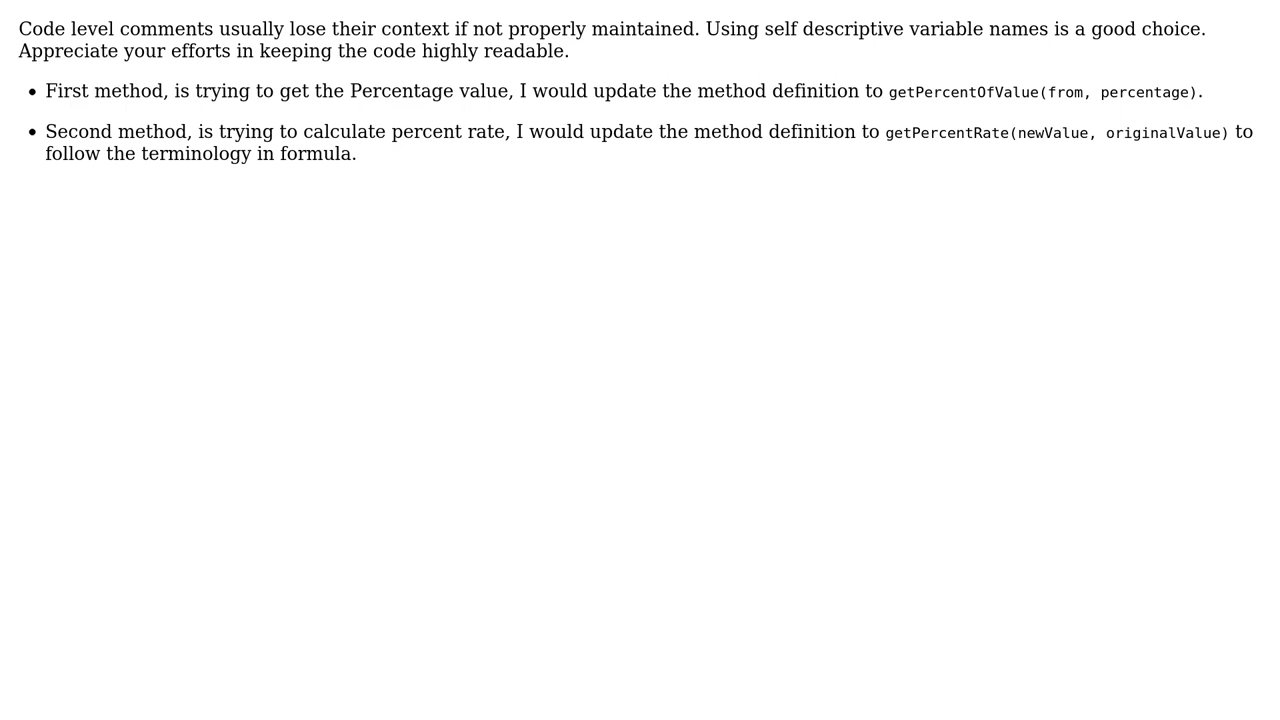 Code level comments usually lose their context if not properly maintained. Using self descriptive variable names is a good choice.
Appreciate your efforts in keeping the code highly readable.
• First method, is trying to get the Percentage value, I would update the method definition to getPercentOfValue(from, percentage).
• Second method, is trying to calculate percent rate, I would update the method definition to getPercentRate(newValue, originalValue) to
follow the terminology in formula.